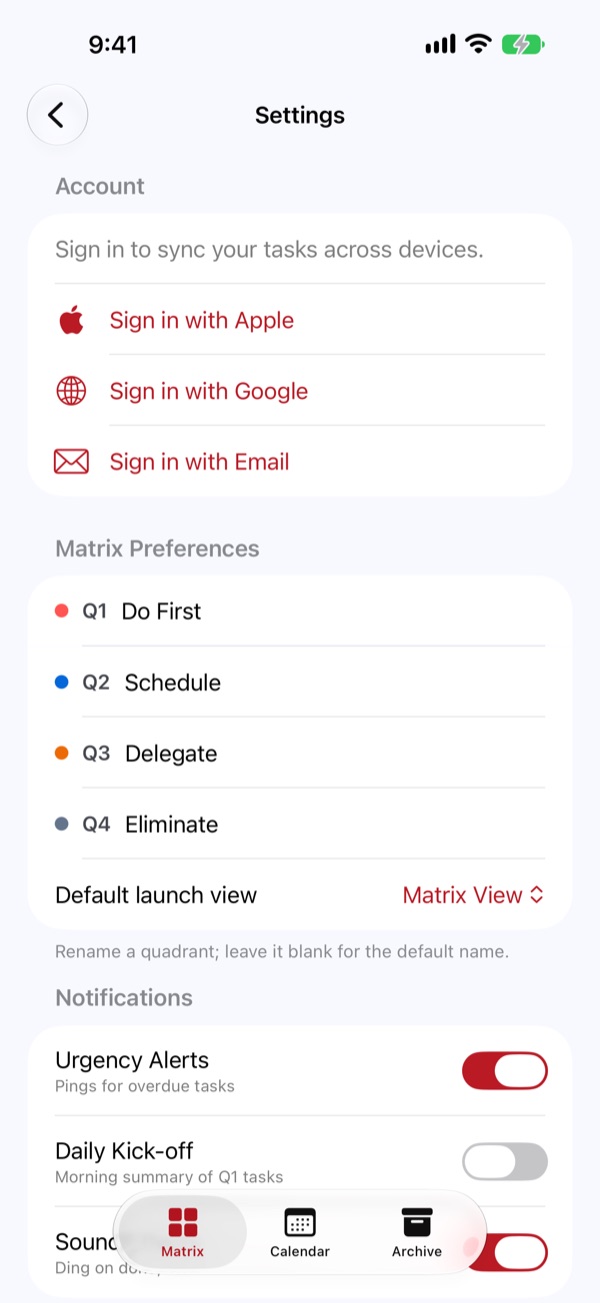 9:41
Settings
Account
Sign in to sync your tasks across devices.
Sign in with Apple
Sign in with Google
Sign in with Email
Matrix Preferences
Q1 Do First
Q2 Schedule
Q3 Delegate
Q4 Eliminate
Default launch view Matrix View
Rename a quadrant; leave it blank for the default name.
Notifications
Urgency Alerts
Pings for overdue tasks
Daily Kick-off
Morning summary of Q1 tasks
Ding on
Matrix Calendar Archive